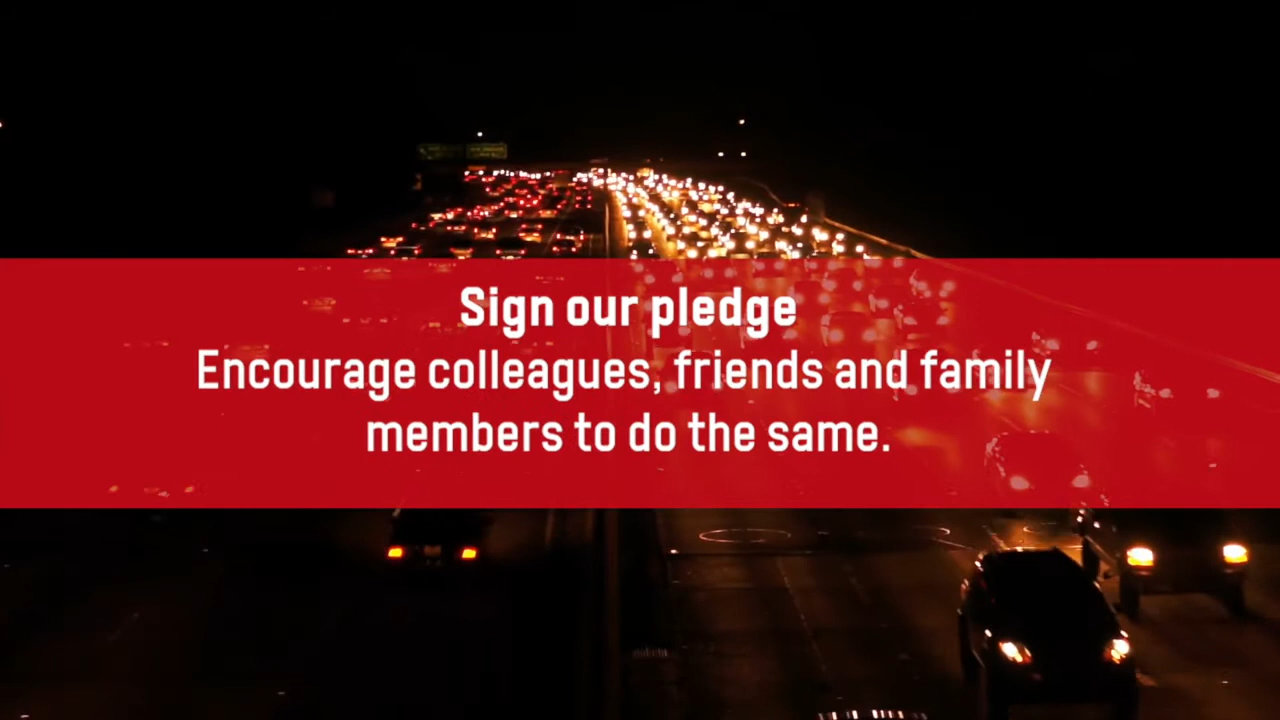 Sign our pledge
Encourage colleagues, friends and family
members to do the same.